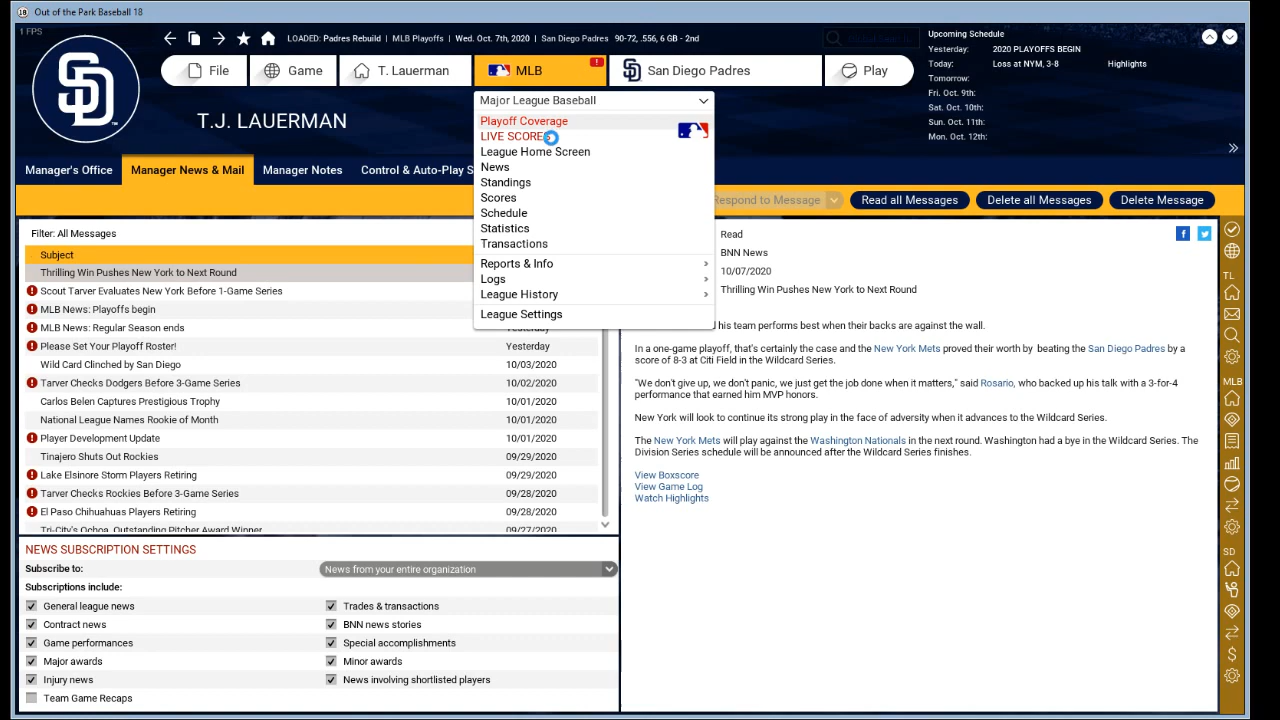 Out of the Park Baseball 18
1 FPS
LOADED: Padres Rebuild | MLB Playoffs | Wed. Oct. 7th, 2020 | San Diego Padres 90-72, .556, 6 GB - 2nd
Upcoming Schedule
Yesterday: 2020 PLAYOFFS BEGIN
Today: Loss at NYM, 3-8 Highlights
Tomorrow:
Fri. Oct. 9th:
Sat. Oct. 10th:
Sun. Oct. 11th:
Mon. Oct. 12th:
SD
File
Game
T. Lauerman
MLB
San Diego Padres
Play
T.J. LAUERMAN
Manager's Office
Manager News & Mail
Manager Notes
Control & Auto-Play S
Major League Baseball
Playoff Coverage
LIVE SCORE
League Home Screen
News
Standings
Scores
Schedule
Statistics
Transactions
Reports & Info
Logs
League History
League Settings
Respond to Message
Read all Messages
Delete all Messages
Delete Message
Filter: All Messages
Subject
Thrilling Win Pushes New York to Next Round
Scout Tarver Evaluates New York Before 1-Game Series
MLB News: Playoffs begin
MLB News: Regular Season ends Yesterday
Please Set Your Playoff Roster! Yesterday
Wild Card Clinched by San Diego 10/03/2020
Tarver Checks Dodgers Before 3-Game Series 10/02/2020
Carlos Belen Captures Prestigious Trophy 10/01/2020
National League Names Rookie of Month 10/01/2020
Player Development Update 10/01/2020
Tinajero Shuts Out Rockies 09/29/2020
Lake Elsinore Storm Players Retiring 09/29/2020
Tarver Checks Rockies Before 3-Game Series 09/28/2020
El Paso Chihuahuas Players Retiring 09/28/2020
Tri-City's Ochoa, Outstanding Pitcher Award Winner 09/27/2020
NEWS SUBSCRIPTION SETTINGS
Subscribe to: News from your entire organization
Subscriptions include:
General league news Trades & transactions
Contract news BNN news stories
Game performances Special accomplishments
Major awards Minor awards
Injury news News involving shortlisted players
Team Game Recaps
Read
BNN News
10/07/2020
Thrilling Win Pushes New York to Next Round
his team performs best when their backs are against the wall.
In a one-game playoff, that's certainly the case and the New York Mets proved their worth by beating the San Diego Padres by a
score of 8-3 at Citi Field in the Wildcard Series.
"We don't give up, we don't panic, we just get the job done when it matters," said Rosario, who backed up his talk with a 3-for-4
performance that earned him MVP honors.
New York will look to continue its strong play in the face of adversity when it advances to the Wildcard Series.
The New York Mets will play against the Washington Nationals in the next round. Washington had a bye in the Wildcard Series. The
Division Series schedule will be announced after the Wildcard Series finishes.
View Boxscore
View Game Log
Watch Highlights
TL
MLB
SD